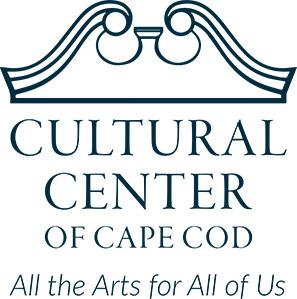 CULTURAL
CENTER
OF CAPE COD
All the Arts for All of Us